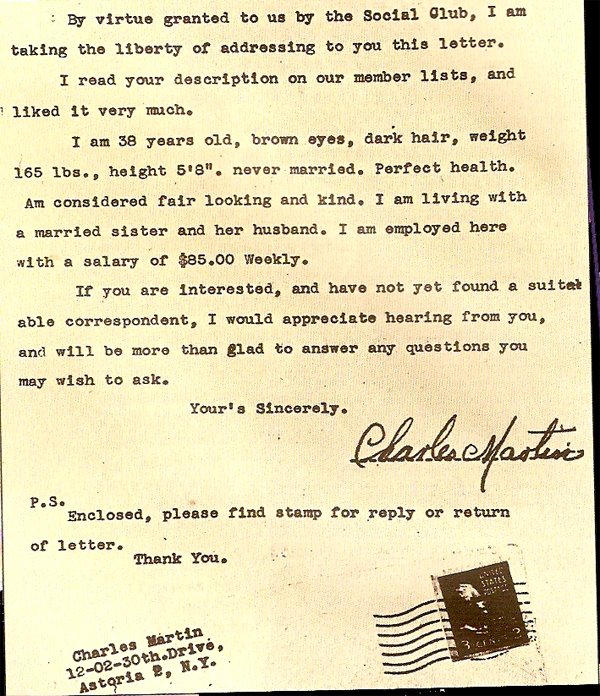 By virtue granted to us by the Social Club, I am
taking the liberty of addressing to you this letter.
I read your description on our member lists, and
liked it very much.
I am 38 years old, brown eyes, dark hair, weight
165 lbs., height 5'8". never married. Perfect health.
Am considered fair looking and kind. I am living with
a married sister and her husband. I am employed here
with a salary of $85.00 Weekly.
If you are interested, and have not yet found a suit
able correspondent, I would appreciate hearing from you,
and will be more than glad to answer any questions you
may wish to ask.
Your's Sincerely.
Charles Martin
P.S.
Enclosed, please find stamp for reply or return
of letter.
Thank You.
UNITED
STATES
POSTAGE
3 CENTS
Charles Martin
12-02-30th.Drive,
Astoria 2, N.Y.